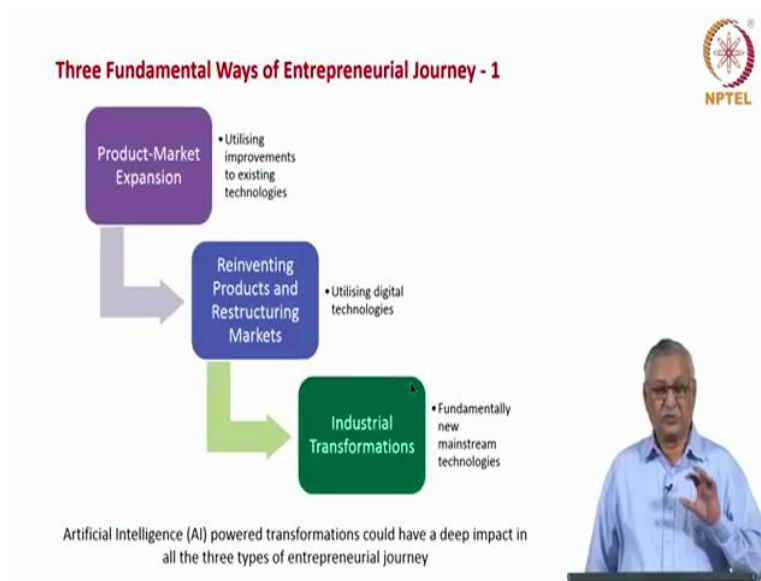 Three Fundamental Ways of Entrepreneurial Journey - 1
NPTEL
Product-Market
Expansion
• Utilising
improvements
to existing
technologies
Reinventing
Products and
Restructuring
Markets
• Utilising digital
technologies
Industrial
Transformations
• Fundamentally
new
mainstream
technologies
Artificial Intelligence (AI) powered transformations could have a deep impact in
all the three types of entrepreneurial journey